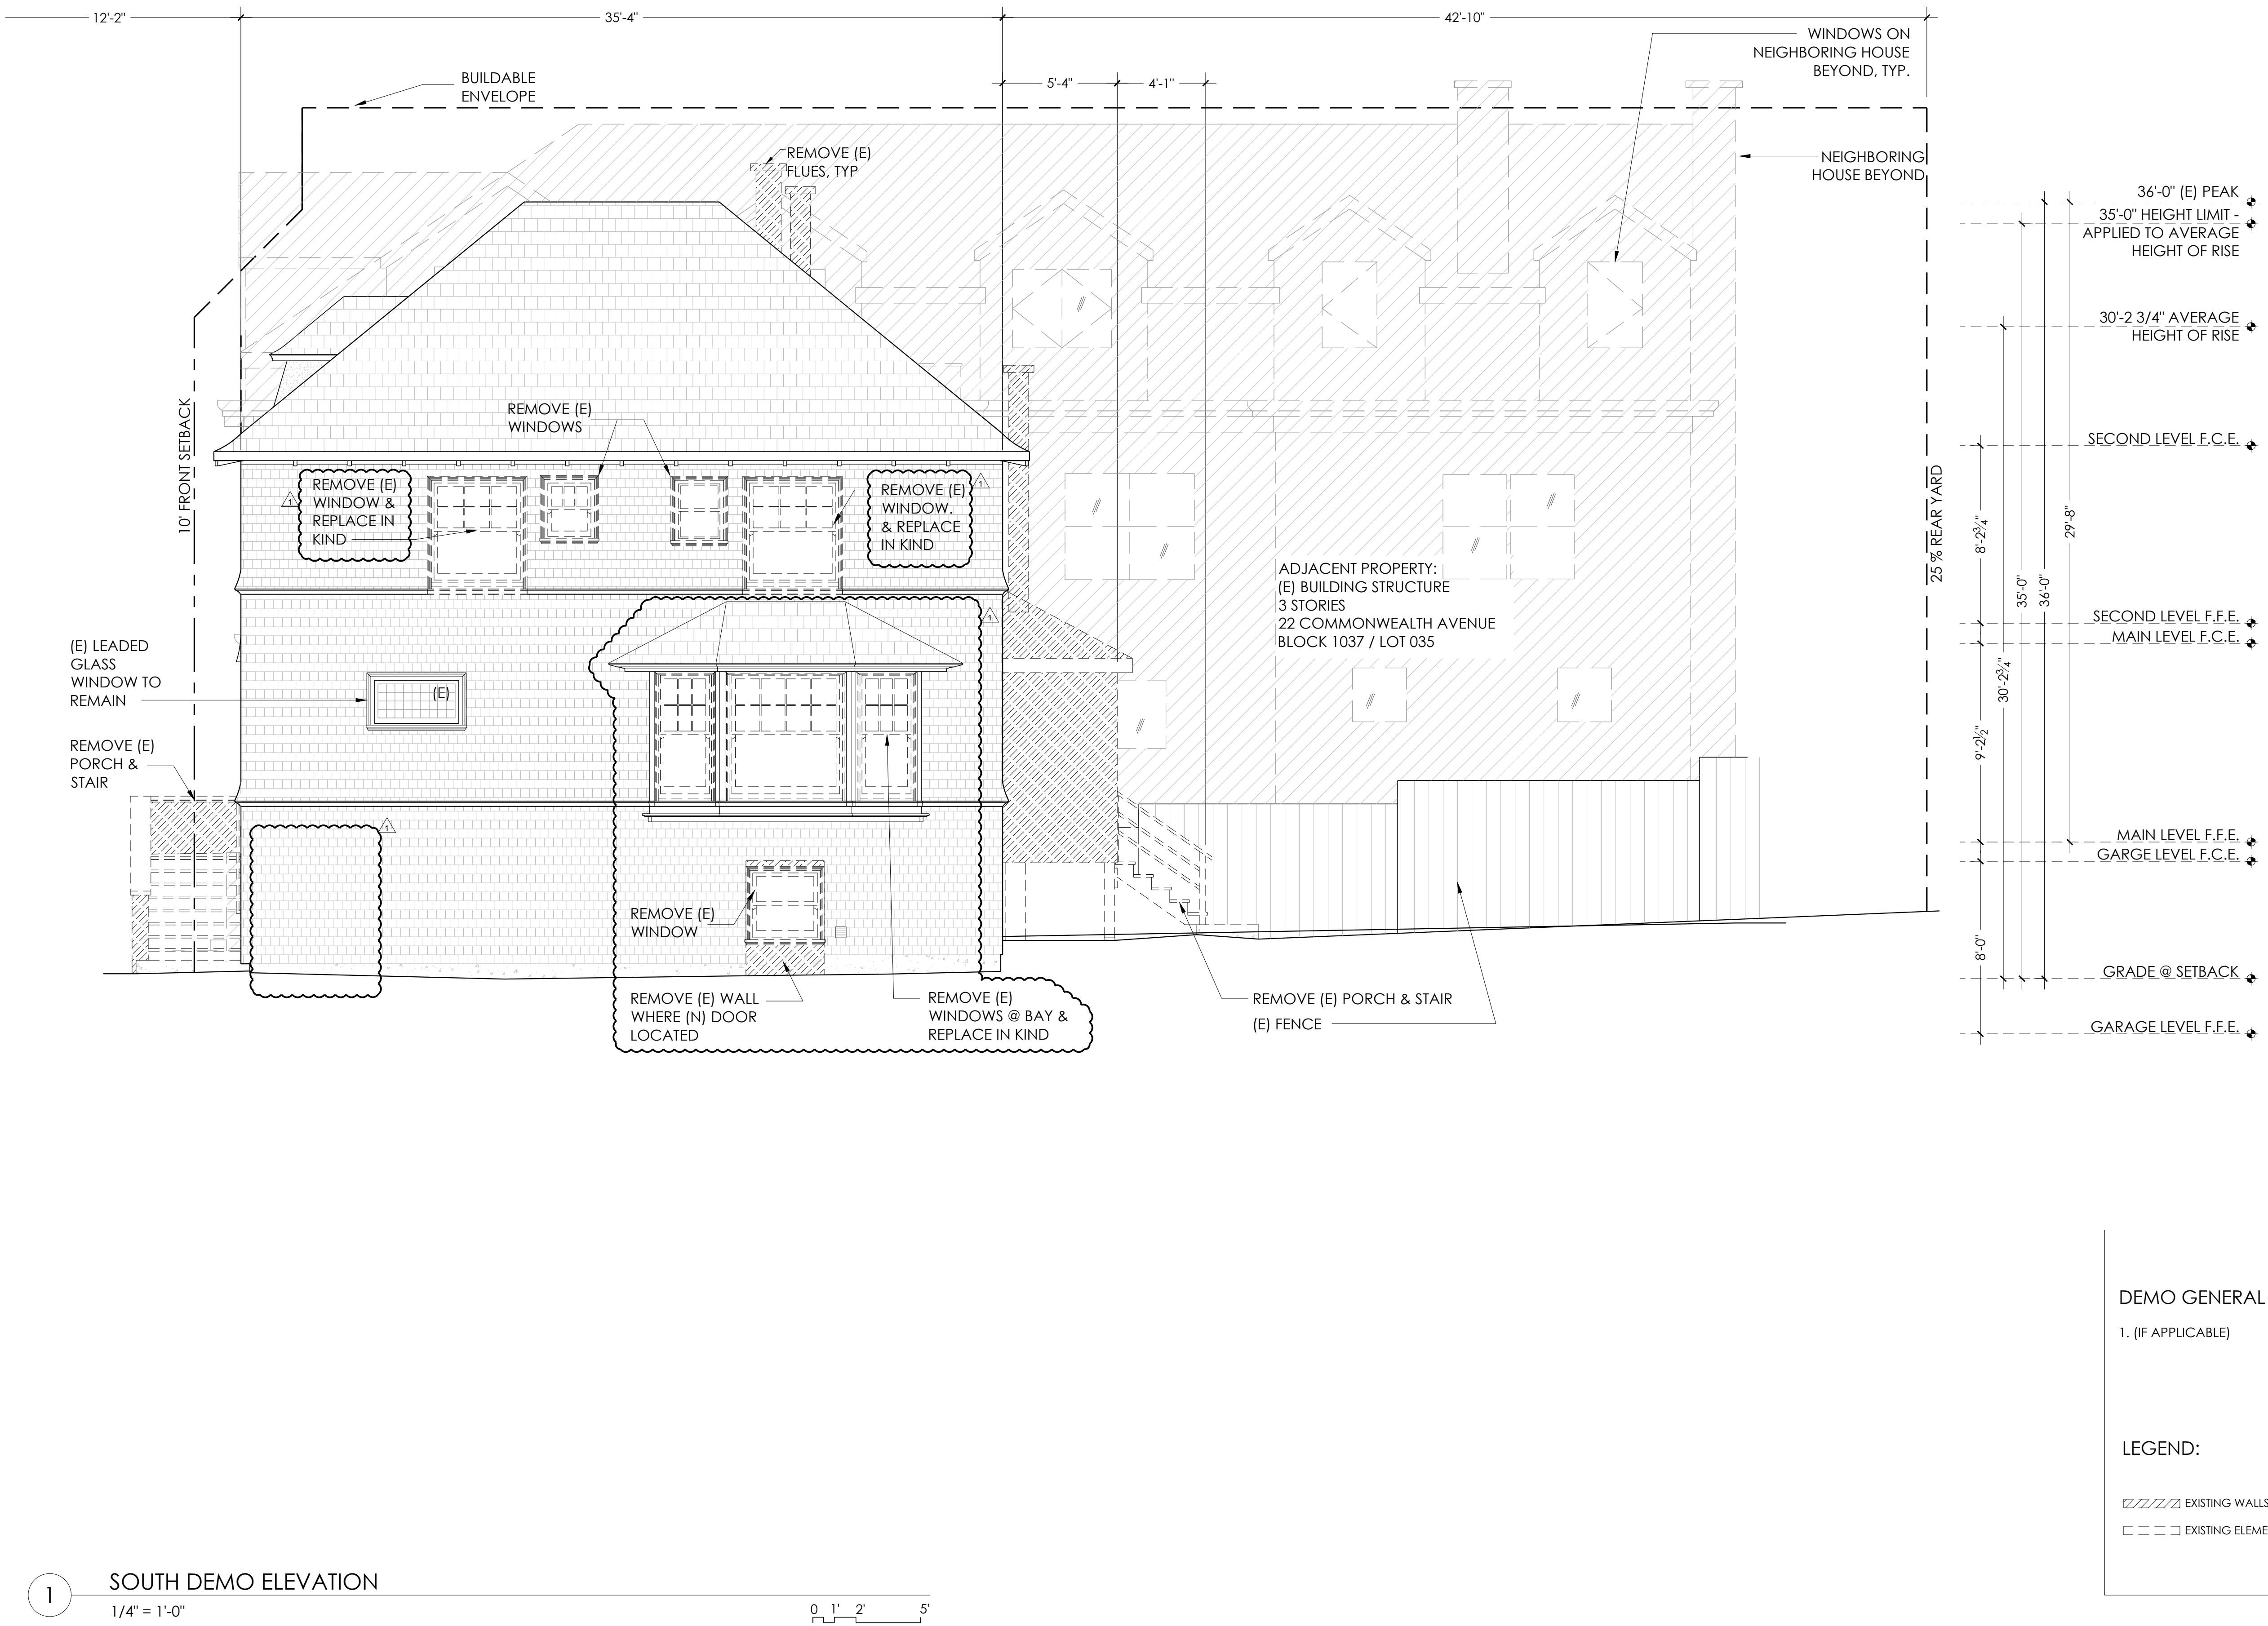 12'-2"
35'-4"
42'-10"
WINDOWS ON
NEIGHBORING HOUSE
BEYOND, TYP.
BUILDABLE
ENVELOPE
5'-4"
4'-1"
REMOVE (E)
FLUES, TYP
NEIGHBORING
HOUSE BEYOND
36'-0" (E) PEAK
35'-0" HEIGHT LIMIT -
APPLIED TO AVERAGE
HEIGHT OF RISE
30'-2 3/4" AVERAGE
HEIGHT OF RISE
10' FRONT SETBACK
REMOVE (E)
WINDOWS
SECOND LEVEL F.C.E.
REMOVE (E)
WINDOW &
REPLACE IN
KIND
1
REMOVE (E)
WINDOW.
& REPLACE
IN KIND
1
25 % REAR YARD
8'-2¾"
29'-8"
35'-0"
36'-0"
ADJACENT PROPERTY:
(E) BUILDING STRUCTURE
3 STORIES
22 COMMONWEALTH AVENUE
BLOCK 1037 / LOT 035
1
SECOND LEVEL F.F.E.
MAIN LEVEL F.C.E.
(E) LEADED
GLASS
WINDOW TO
REMAIN
(E)
30'-2¾"
9'-2½"
REMOVE (E)
PORCH &
STAIR
1
MAIN LEVEL F.F.E.
GARGE LEVEL F.C.E.
REMOVE (E)
WINDOW
8'-0"
GRADE @ SETBACK
REMOVE (E) WALL
WHERE (N) DOOR
LOCATED
REMOVE (E)
WINDOWS @ BAY &
REPLACE IN KIND
REMOVE (E) PORCH & STAIR
(E) FENCE
GARAGE LEVEL F.F.E.
DEMO GENERAL
1. (IF APPLICABLE)
LEGEND:
EXISTING WALLS
EXISTING ELEME
1
SOUTH DEMO ELEVATION
1/4" = 1'-0"
0 1' 2' 5'